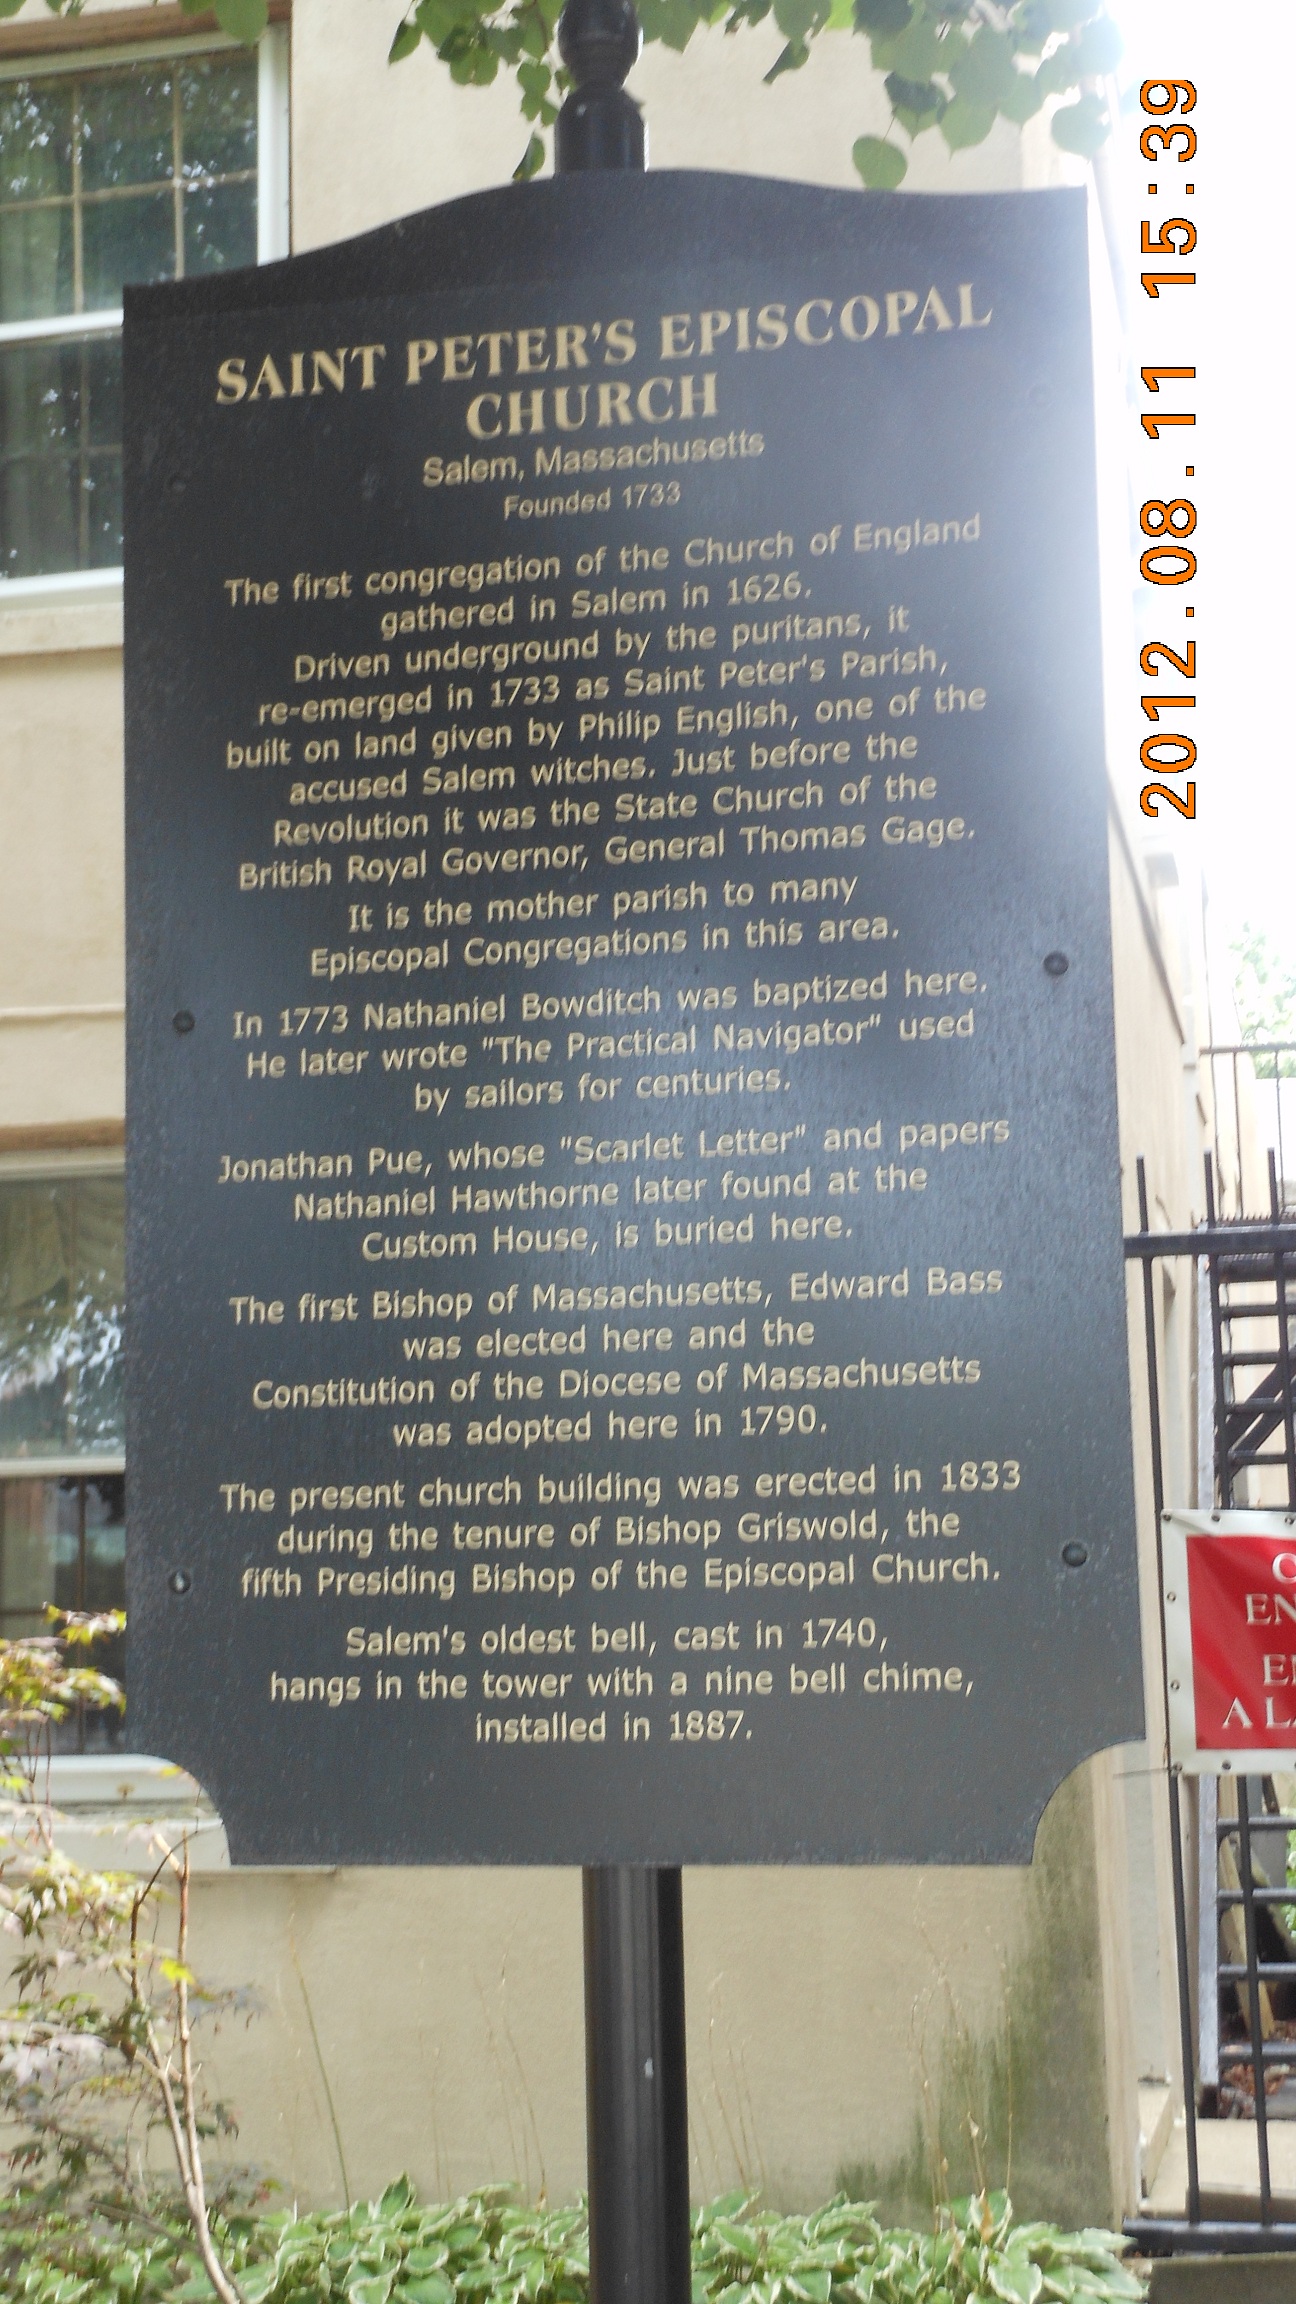 SAINT PETER'S EPISCOPAL
CHURCH
Salem, Massachusetts
Founded 1733
The first congregation of the Church of England
gathered in Salem in 1626.
Driven underground by the puritans, it
re-emerged in 1733 as Saint Peter's Parish,
built on land given by Philip English, one of the
accused Salem witches. Just before the
Revolution it was the State Church of the
British Royal Governor, General Thomas Gage.
It is the mother parish to many
Episcopal Congregations in this area.
In 1773 Nathaniel Bowditch was baptized here.
He later wrote "The Practical Navigator" used
by sailors for centuries.
Jonathan Pue, whose "Scarlet Letter" and papers
Nathaniel Hawthorne later found at the
Custom House, is buried here.
The first Bishop of Massachusetts, Edward Bass
was elected here and the
Constitution of the Diocese of Massachusetts
was adopted here in 1790.
The present church building was erected in 1833
during the tenure of Bishop Griswold, the
fifth Presiding Bishop of the Episcopal Church.
Salem's oldest bell, cast in 1740,
hangs in the tower with a nine bell chime,
installed in 1887.
2012.08.11 15:39